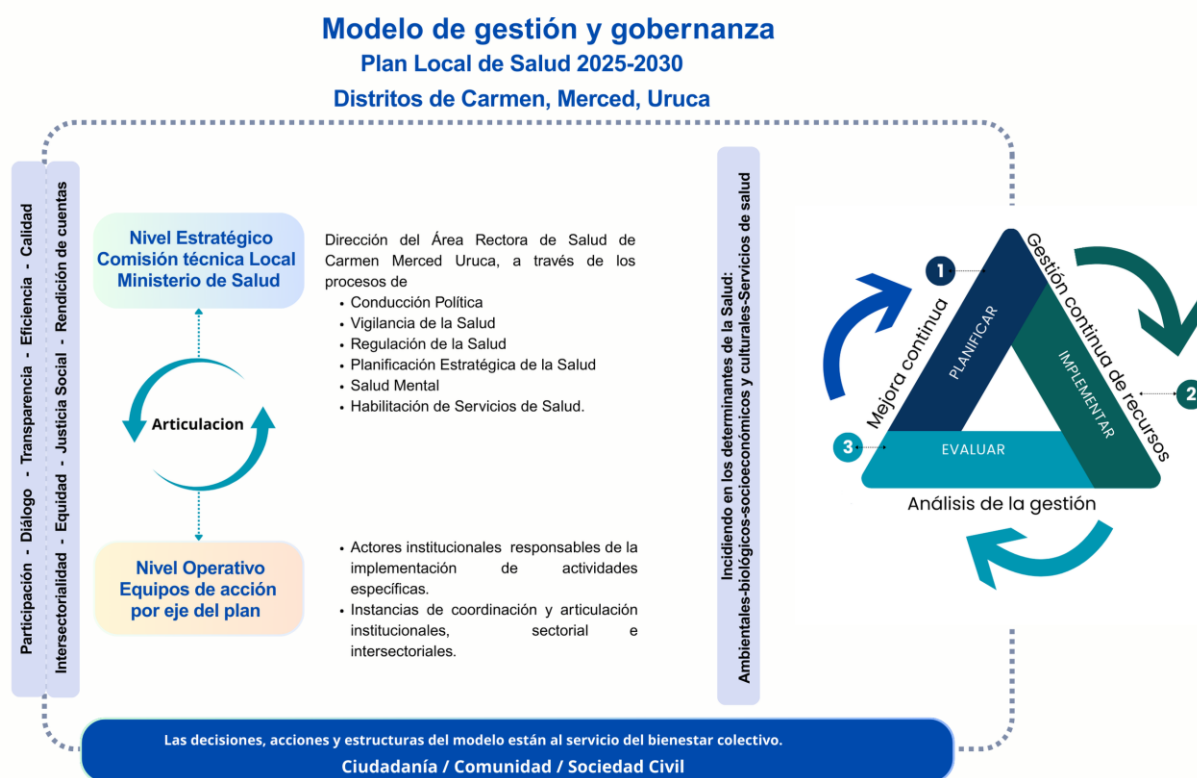 Modelo de gestión y gobernanza
Plan Local de Salud 2025-2030
Distritos de Carmen, Merced, Uruca
Participación - Diálogo - Transparencia - Eficiencia - Calidad
Intersectorialidad - Equidad - Justicia Social - Rendición de cuentas
Nivel Estratégico
Comisión técnica Local
Ministerio de Salud
Articulacion
Nivel Operativo
Equipos de acción
por eje del plan
Dirección del Área Rectora de Salud de
Carmen Merced Uruca, a través de los
procesos de
• Conducción Política
• Vigilancia de la Salud
• Regulación de la Salud
• Planificación Estratégica de la Salud
• Salud Mental
• Habilitación de Servicios de Salud.
• Actores institucionales responsables de la
implementación de actividades
específicas.
• Instancias de coordinación y articulación
institucionales, sectorial e
intersectoriales.
Incidiendo en los determinantes de la Salud:
Ambientales-biológicos-socioeconómicos y culturales-Servicios de salud
1
Mejora continua
PLANIFICAR
Gestión continua de recursos
IMPLEMENTAR
2
3
EVALUAR
Análisis de la gestión
Las decisiones, acciones y estructuras del modelo están al servicio del bienestar colectivo.
Ciudadanía / Comunidad / Sociedad Civil